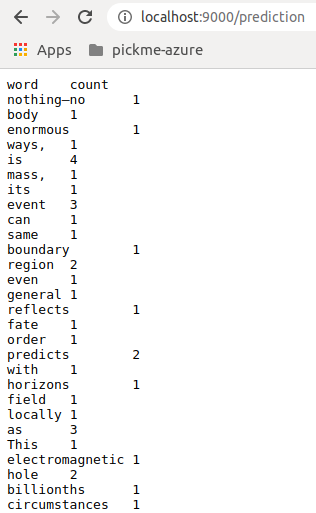 localhost:9000/prediction
Apps pickme-azure
word count
nothing—no 1
body 1
enormous 1
ways, 1
is 4
mass, 1
its 1
event 3
can 1
same 1
boundary 1
region 2
even 1
general 1
reflects 1
fate 1
order 1
predicts 2
with 1
horizons 1
field 1
locally 1
as 3
This 1
electromagnetic 1
hole 2
billionths 1
circumstances 1